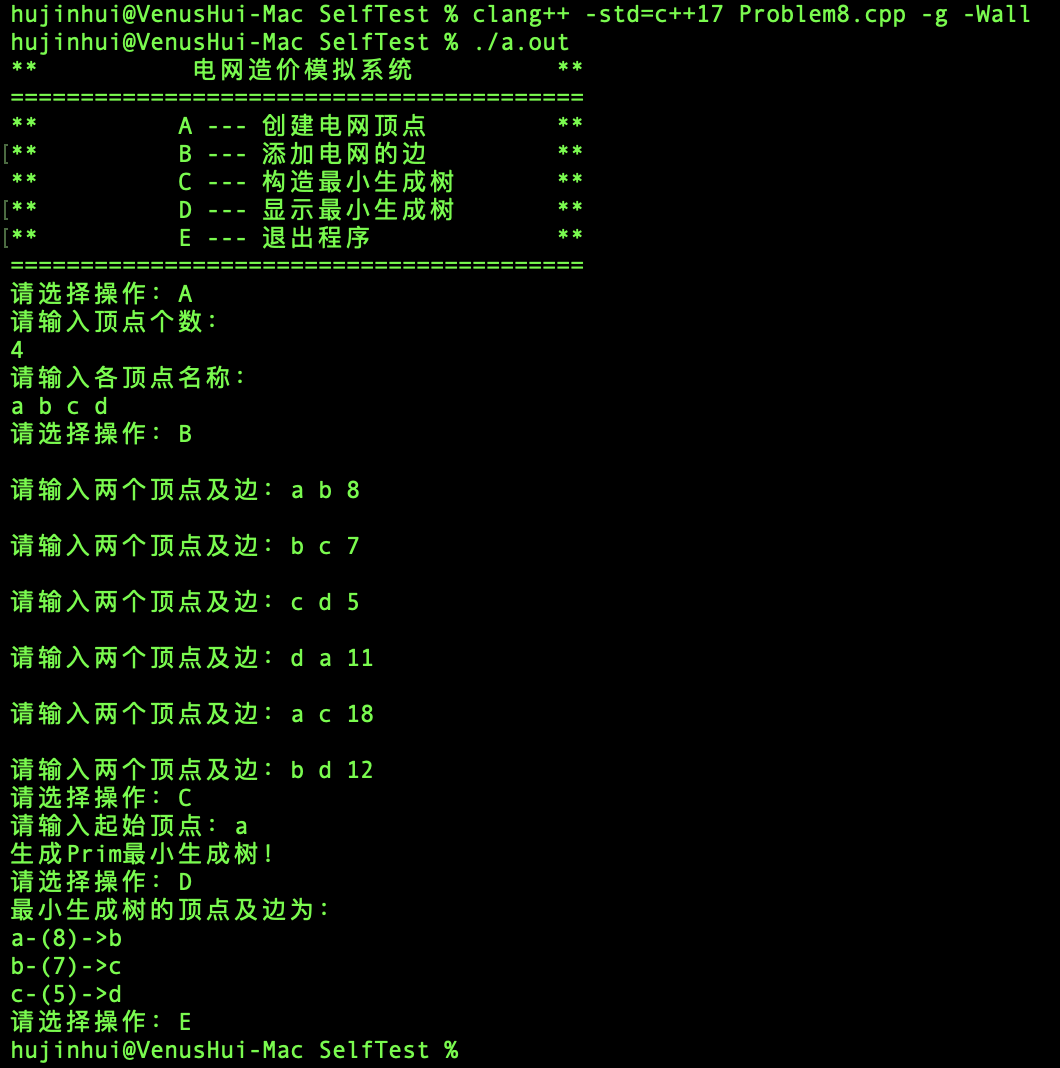 hujinhui@VenusHui-Mac SelfTest % clang++ -std=c++17 Problem8.cpp -g -Wall
hujinhui@VenusHui-Mac SelfTest % ./a.out
** 电网造价模拟系统 **
=========================================
** A --- 创建电网顶点 **
[** B --- 添加电网的边 **
** C --- 构造最小生成树 **
[** D --- 显示最小生成树 **
[** E --- 退出程序 **
=========================================
请选择操作: A
请输入顶点个数:
4
请输入各顶点名称:
a b c d
请选择操作: B
请输入两个顶点及边: a b 8
请输入两个顶点及边: b c 7
请输入两个顶点及边: c d 5
请输入两个顶点及边: d a 11
请输入两个顶点及边: a c 18
请输入两个顶点及边: b d 12
请选择操作: C
请输入起始顶点: a
生成Prim最小生成树!
请选择操作: D
最小生成树的顶点及边为:
a-(8)->b
b-(7)->c
c-(5)->d
请选择操作: E
hujinhui@VenusHui-Mac SelfTest %